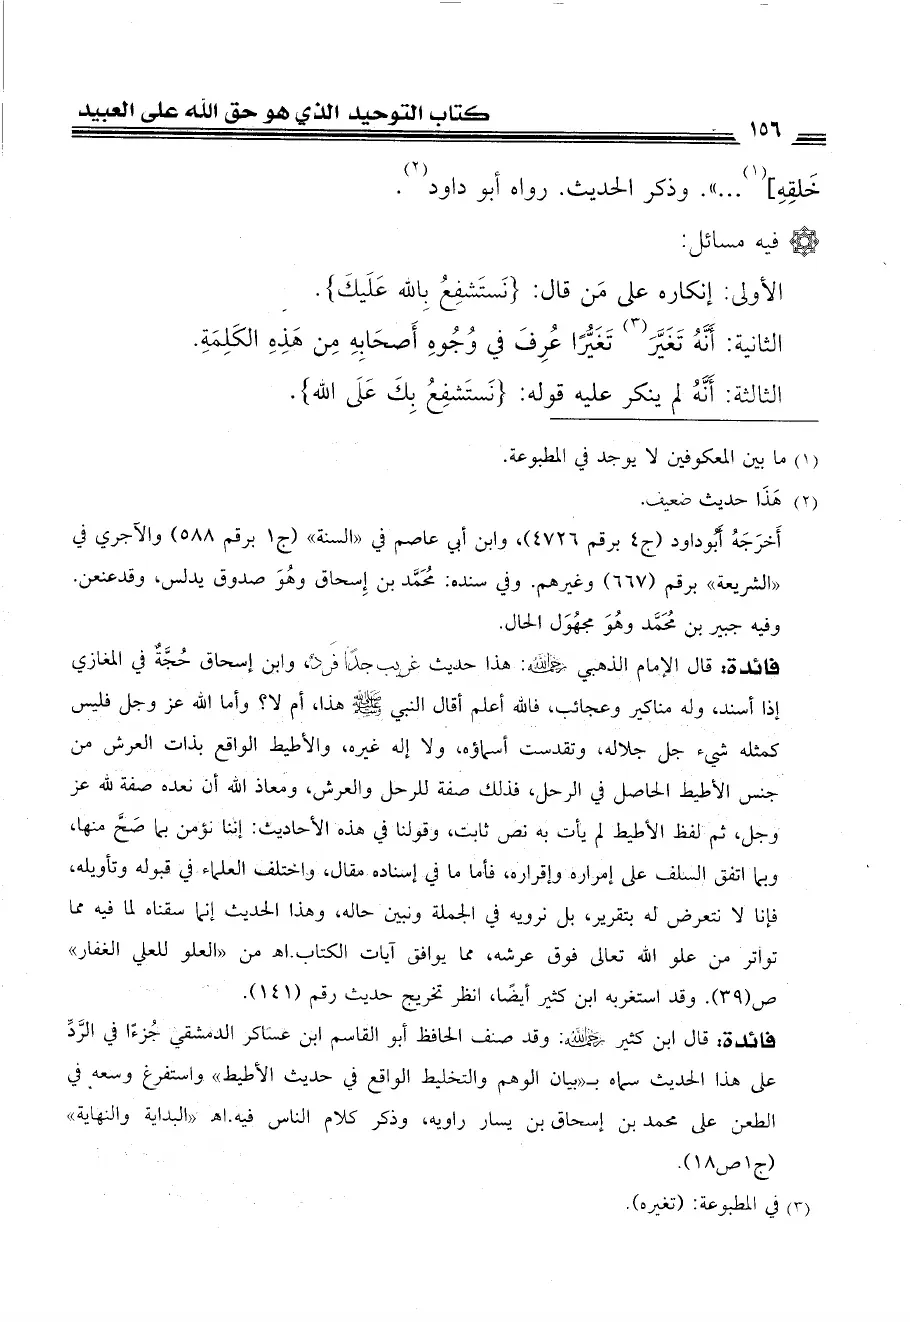 ١٥٦ كتاب التوحيد الذي هو حق الله على العبيد
خَلقِهِ](١)...». وذكر الحديث. رواه أبو داود(٢).
فيه مسائل:
الأولى: إنكاره على مَن قال: {نَستَشفِعُ بِالله عَلَيكَ}.
الثانية: أَنَّهُ تَغَيَّرَ(٣) تَغَيُّرًا عُرِفَ في وُجُوهِ أَصحَابِهِ مِن هَذِهِ الكَلِمَةِ.
الثالثة: أَنَّهُ لم ينكر عليه قوله: {نَستَشفِعُ بِكَ عَلَى الله}.
(١) ما بين المعكوفين لا يوجد في المطبوعة.
(٢) هَذَا حديث ضعيف.
أَخرَجَهُ أَبُوداود (ج٤ برقم ٤٧٢٦)، وابن أبي عاصم في «السنة» (ج١ برقم ٥٨٨) والآجري في
«الشريعة» برقم (٦٦٧) وغيرهم. وفي سنده: مُحَمَّد بن إسحاق وهُوَ صدوق يدلس، وقدعنعن.
وفيه جبير بن مُحَمَّد وهُوَ مجهُوَل الحال.
فائدة: قال الإمام الذهبي رحمه الله: هذا حديث غريب جدًا فرد، وابن إسحاق حُجَّةٌ في المغازي
إذا أسند، وله مناكير وعجائب، فالله أعلم أقال النبي ﷺ هذا، أم لا؟ وأما الله عز وجل فليس
كمثله شيء جل جلاله، وتقدست أسماؤه، ولا إله غيره، والأطيط الواقع بذات العرش من
جنس الأطيط الحاصل في الرحل، فذلك صفة للرحل والعرش، ومعاذ الله أن نعده صفة لله عز
وجل، ثم لفظ الأطيط لم يأت به نص ثابت، وقولنا في هذه الأحاديث: إننا نؤمن بما صَحَّ منها،
وبما اتفق السلف على إمراره وإقراره، فأما ما في إسناده مقال، واختلف العلماء في قبوله وتأويله،
فإنا لا نتعرض له بتقرير، بل نرويه في الجملة ونبين حاله، وهذا الحديث إنما سقناه لما فيه مما
تواتر من علو الله تعالى فوق عرشه، مما يوافق آيات الكتاب.اهـ من «العلو للعلي الغفار»
ص(٣٩). وقد استغربه ابن كثير أيضًا، انظر تخريج حديث رقم (١٤١).
فائدة: قال ابن كثير رحمه الله: وقد صنف الحافظ أبو القاسم ابن عساكر الدمشقي جُزءًا في الرَّدِّ
على هذا الحديث سماه بـ«بيان الوهم والتخليط الواقع في حديث الأطيط» واستفرغ وسعه في
الطعن على محمد بن إسحاق بن يسار راويه، وذكر كلام الناس فيه.اهـ «البداية والنهاية»
(ج١ص١٨).
(٣) في المطبوعة: (تغيره).